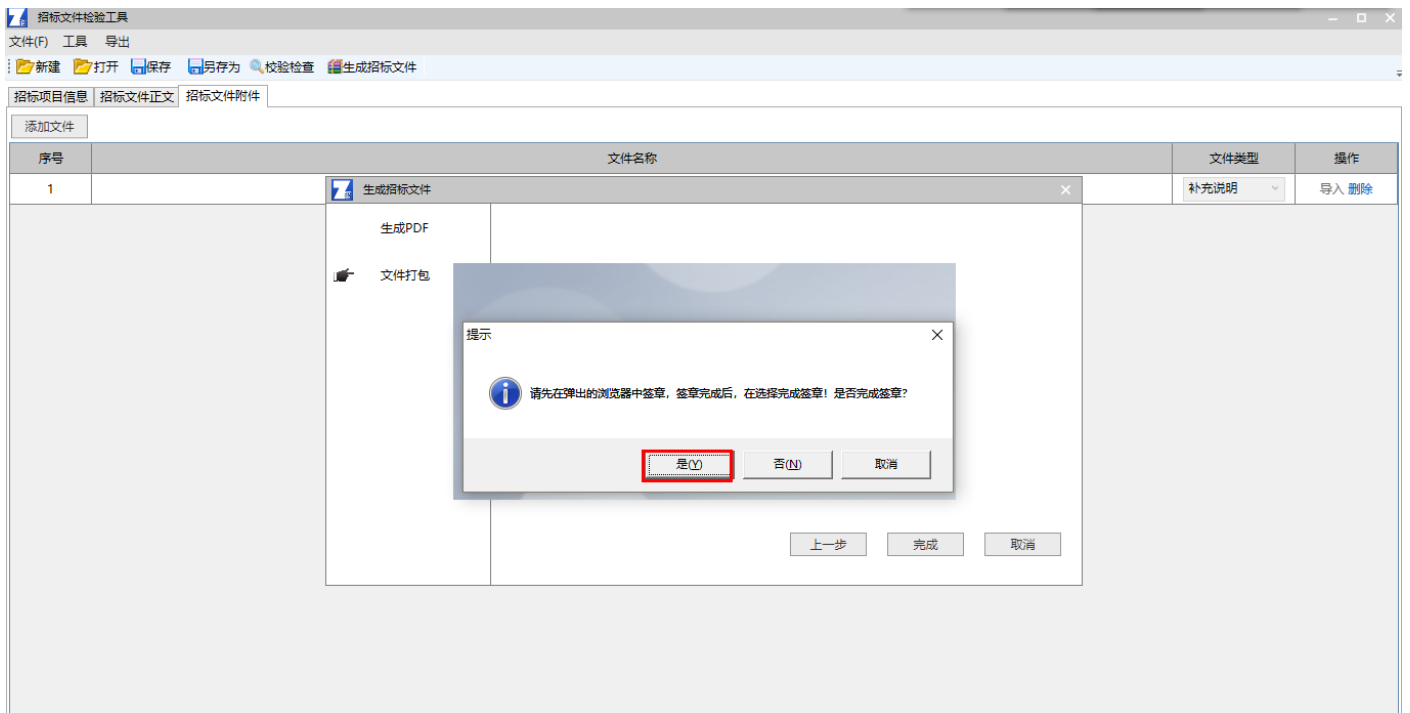 招标文件检验工具
文件(F) 工具 导出
新建 打开 保存 另存为 校验检查 生成招标文件
招标项目信息 招标文件正文 招标文件附件
添加文件
序号 文件名称 文件类型 操作
1 补充说明 导入 删除
生成招标文件
生成PDF
文件打包
提示
请先在弹出的浏览器中签章，签章完成后，在选择完成签章！是否完成签章？
是(Y) 否(N) 取消
上一步 完成 取消